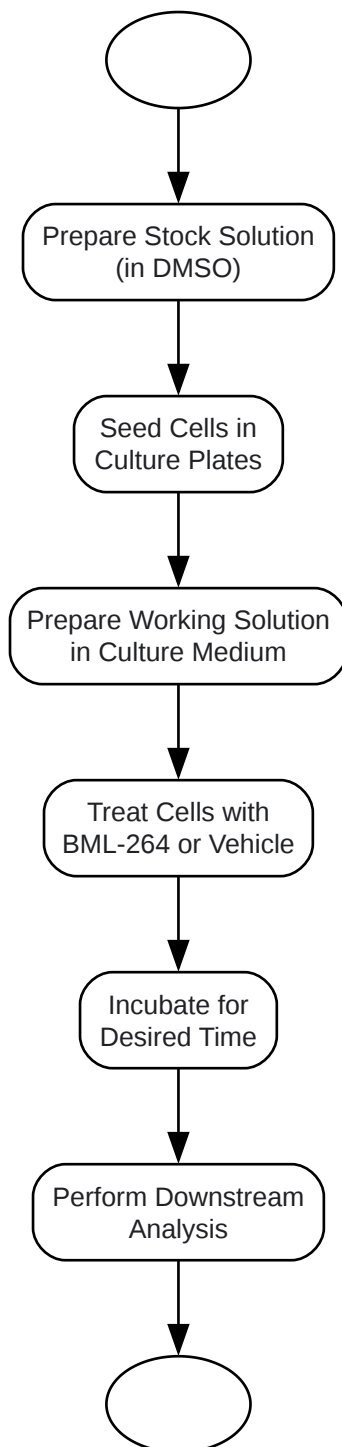 Prepare Stock Solution
(in DMSO)
Seed Cells in
Culture Plates
Prepare Working Solution
in Culture Medium
Treat Cells with
BML-264 or Vehicle
Incubate for
Desired Time
Perform Downstream
Analysis